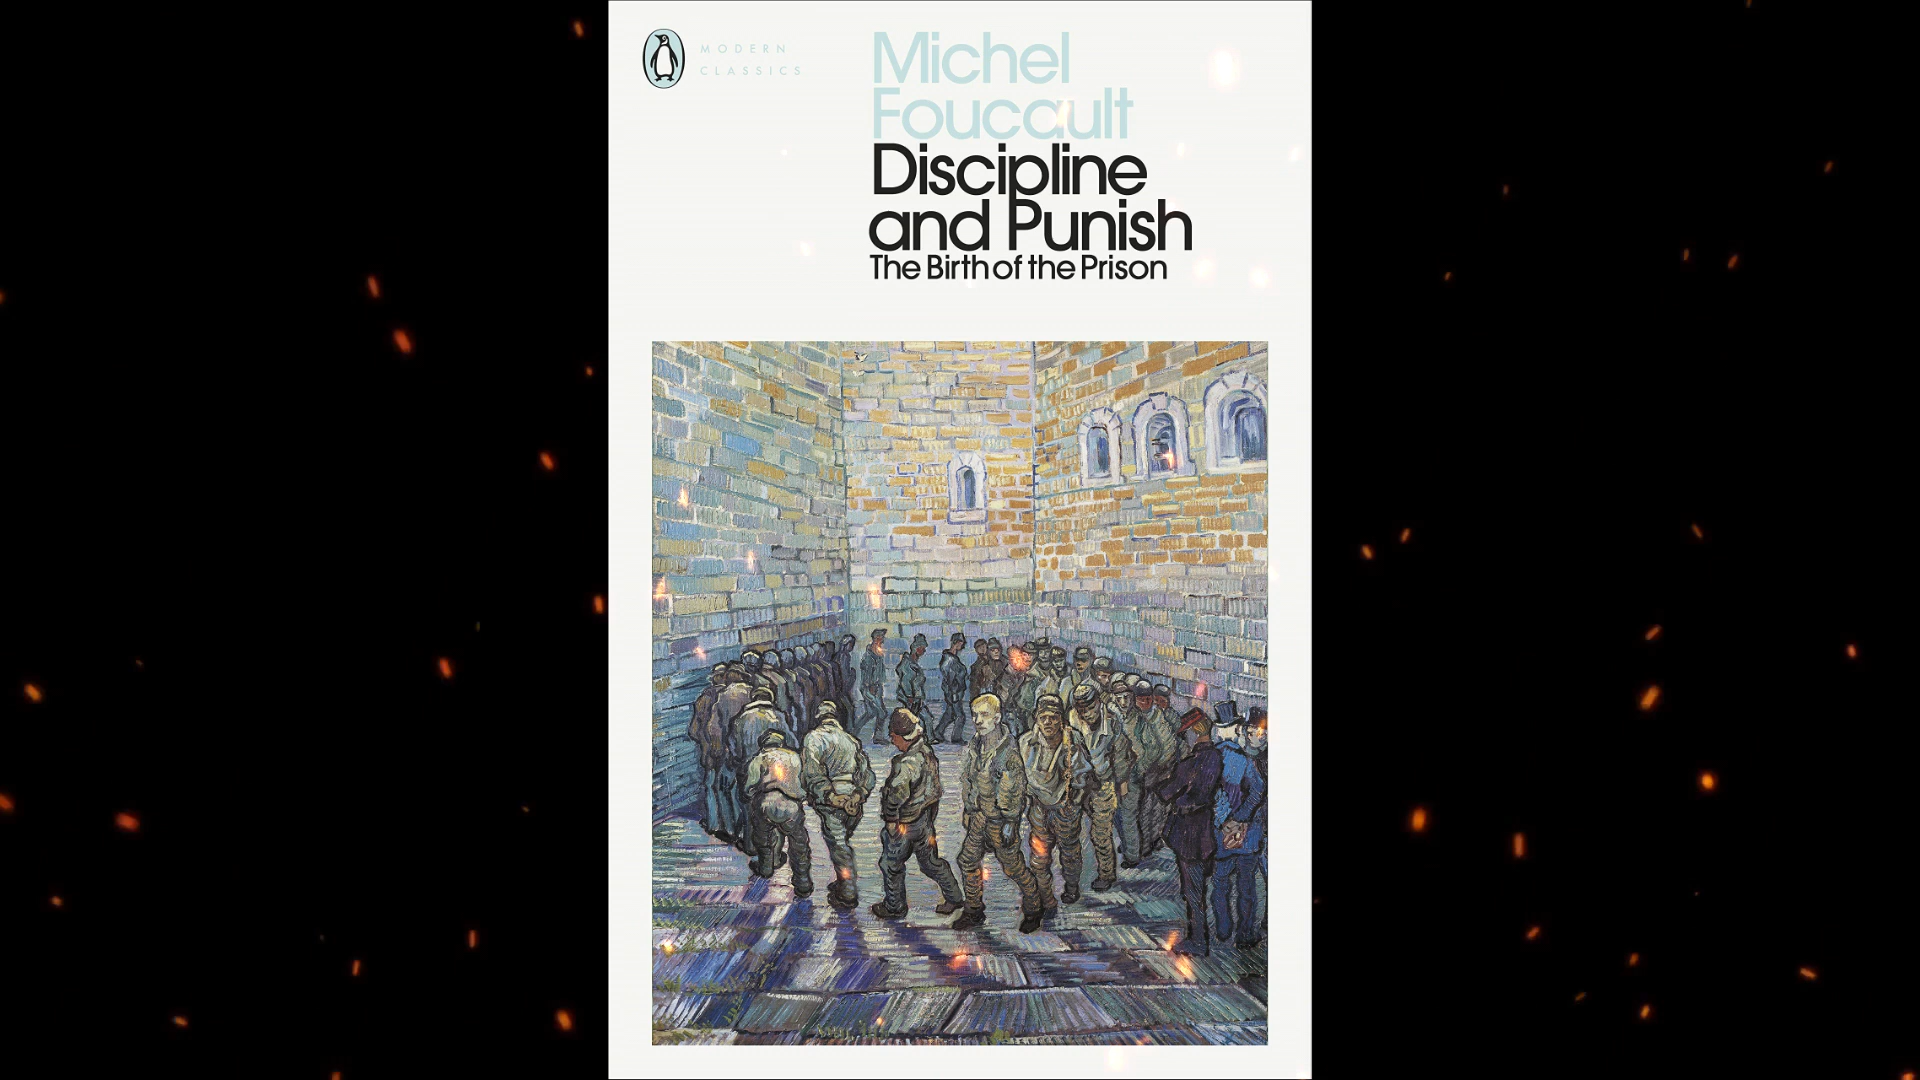 MODERN
CLASSICS
Michel
Foucault
Discipline
and Punish
The Birth of the Prison